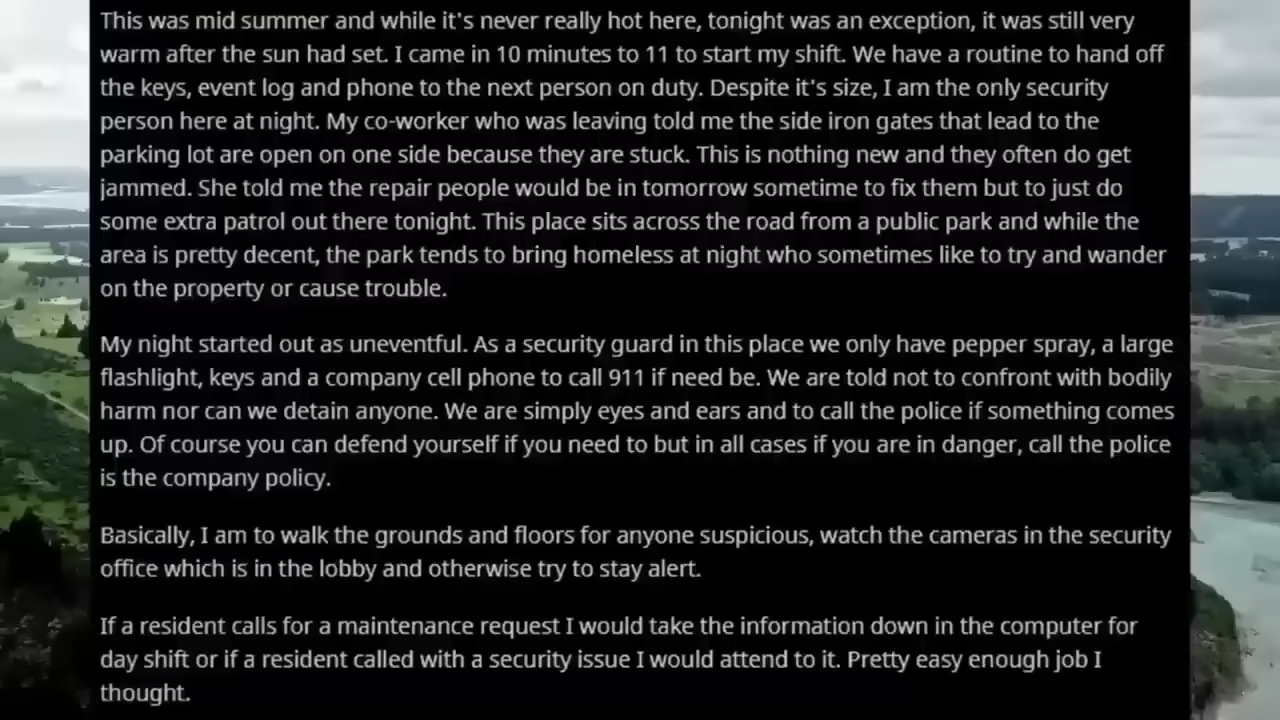 This was mid summer and while it's never really hot here, tonight was an exception, it was still very
warm after the sun had set. I came in 10 minutes to 11 to start my shift. We have a routine to hand off
the keys, event log and phone to the next person on duty. Despite it's size, I am the only security
person here at night. My co-worker who was leaving told me the side iron gates that lead to the
parking lot are open on one side because they are stuck. This is nothing new and they often do get
jammed. She told me the repair people would be in tomorrow sometime to fix them but to just do
some extra patrol out there tonight. This place sits across the road from a public park and while the
area is pretty decent, the park tends to bring homeless at night who sometimes like to try and wander
on the property or cause trouble.
My night started out as uneventful. As a security guard in this place we only have pepper spray, a large
flashlight, keys and a company cell phone to call 911 if need be. We are told not to confront with bodily
harm nor can we detain anyone. We are simply eyes and ears and to call the police if something comes
up. Of course you can defend yourself if you need to but in all cases if you are in danger, call the police
is the company policy.
Basically, I am to walk the grounds and floors for anyone suspicious, watch the cameras in the security
office which is in the lobby and otherwise try to stay alert.
If a resident calls for a maintenance request I would take the information down in the computer for
day shift or if a resident called with a security issue I would attend to it. Pretty easy enough job I
thought.